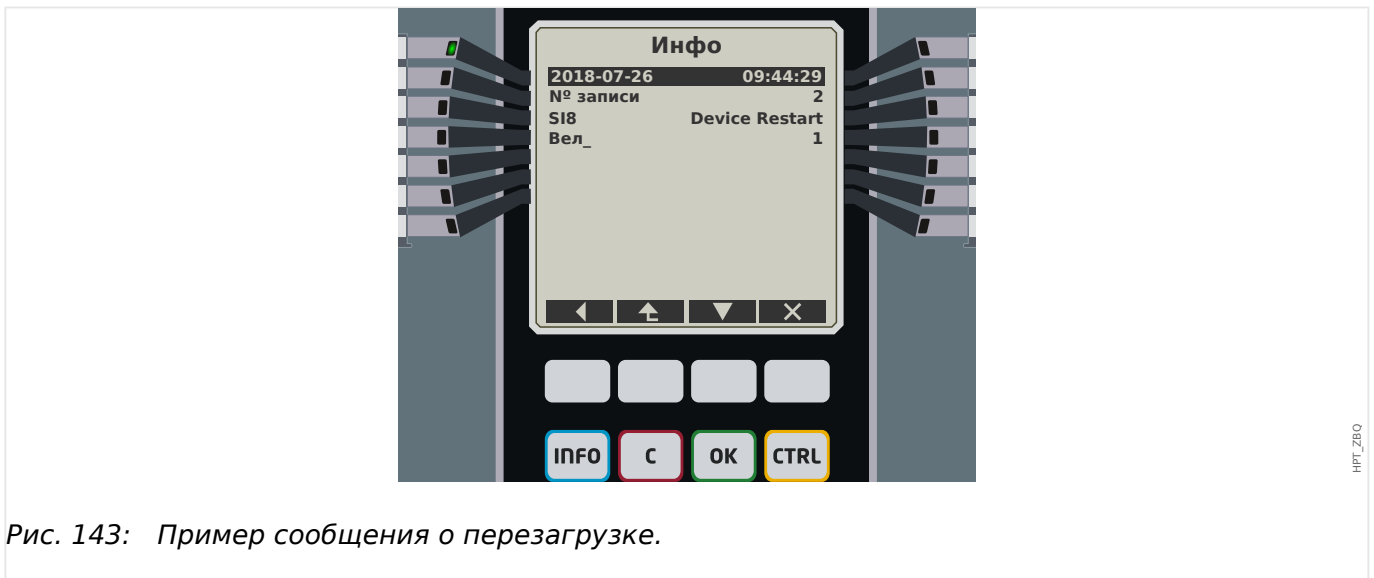 Инфо
2018-07-26 09:44:29
№ записи 2
SI8 Device Restart
Вел_ 1
INFO C OK CTRL
HPT_ZBQ
Рис. 143: Пример сообщения о перезагрузке.